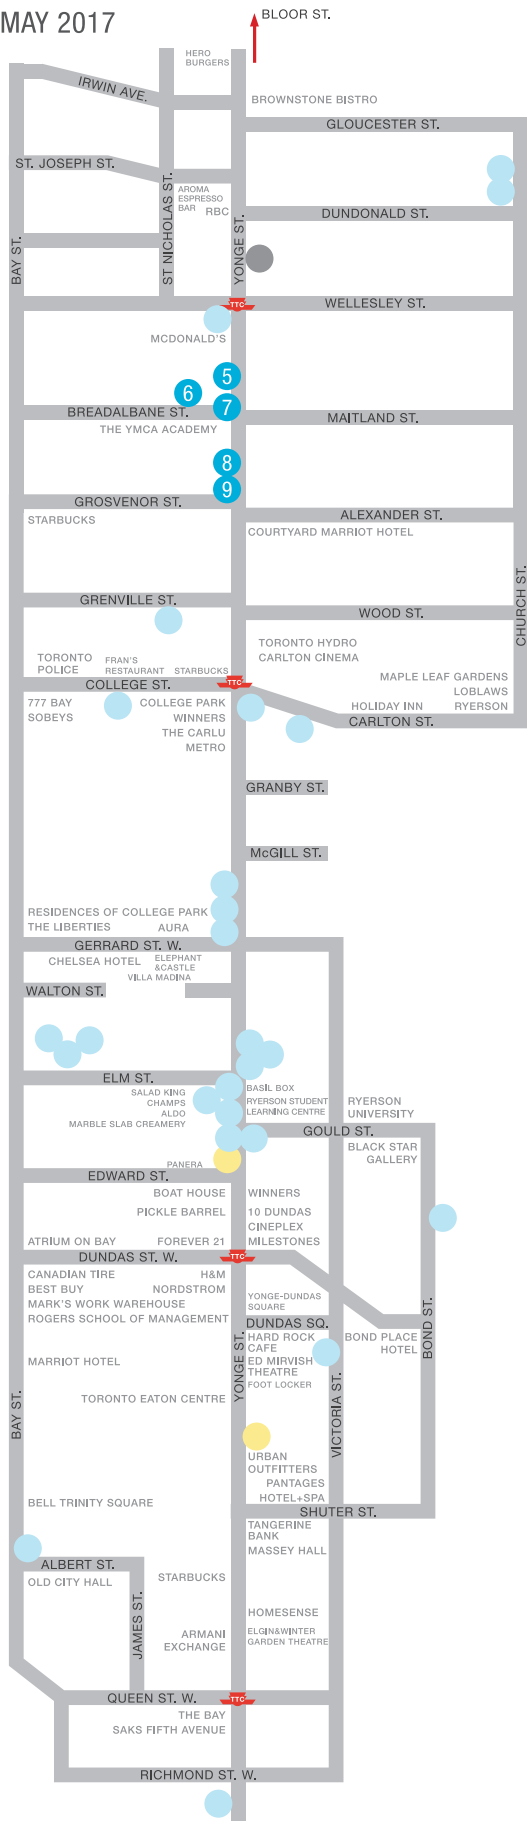 MAY 2017
BLOOR ST.
HERO
BURGERS
IRWIN AVE.
BROWNSTONE BISTRO
GLOUCESTER ST.
ST. JOSEPH ST.
ST NICHOLAS ST.
AROMA
ESPRESSO
BAR
RBC
YONGE ST.
DUNDONALD ST.
BAY ST.
TTC
WELLESLEY ST.
MCDONALD'S
5
6
7
BREADALBANE ST.
MAITLAND ST.
THE YMCA ACADEMY
8
9
GROSVENOR ST.
ALEXANDER ST.
STARBUCKS
COURTYARD MARRIOT HOTEL
CHURCH ST.
GRENVILLE ST.
WOOD ST.
TORONTO HYDRO
CARLTON CINEMA
TORONTO
POLICE
FRAN'S
RESTAURANT
STARBUCKS
MAPLE LEAF GARDENS
LOBLAWS
RYERSON
HOLIDAY INN
COLLEGE ST.
TTC
CARLTON ST.
777 BAY
SOBEYS
COLLEGE PARK
WINNERS
THE CARLU
METRO
GRANBY ST.
McGILL ST.
RESIDENCES OF COLLEGE PARK
THE LIBERTIES
AURA
GERRARD ST. W.
CHELSEA HOTEL
ELEPHANT
&CASTLE
VILLA MADINA
WALTON ST.
ELM ST.
SALAD KING
CHAMPS
ALDO
MARBLE SLAB CREAMERY
BASIL BOX
RYERSON STUDENT
LEARNING CENTRE
RYERSON
UNIVERSITY
GOULD ST.
BLACK STAR
GALLERY
PANERA
EDWARD ST.
BOAT HOUSE
WINNERS
PICKLE BARREL
10 DUNDAS
CINEPLEX
MILESTONES
ATRIUM ON BAY
FOREVER 21
DUNDAS ST. W.
TTC
CANADIAN TIRE
H&M
BEST BUY
NORDSTROM
MARK'S WORK WAREHOUSE
ROGERS SCHOOL OF MANAGEMENT
YONGE-DUNDAS
SQUARE
DUNDAS SQ.
BOND ST.
BOND PLACE
HOTEL
HARD ROCK
CAFE
ED MIRVISH
THEATRE
FOOT LOCKER
YONGE ST.
MARRIOT HOTEL
TORONTO EATON CENTRE
BAY ST.
VICTORIA ST.
URBAN
OUTFITTERS
PANTAGES
HOTEL+SPA
BELL TRINITY SQUARE
SHUTER ST.
TANGERINE
BANK
MASSEY HALL
ALBERT ST.
OLD CITY HALL
STARBUCKS
JAMES ST.
HOMESENSE
ARMANI
EXCHANGE
ELGIN&WINTER
GARDEN THEATRE
QUEEN ST. W.
TTC
THE BAY
SAKS FIFTH AVENUE
RICHMOND ST. W.